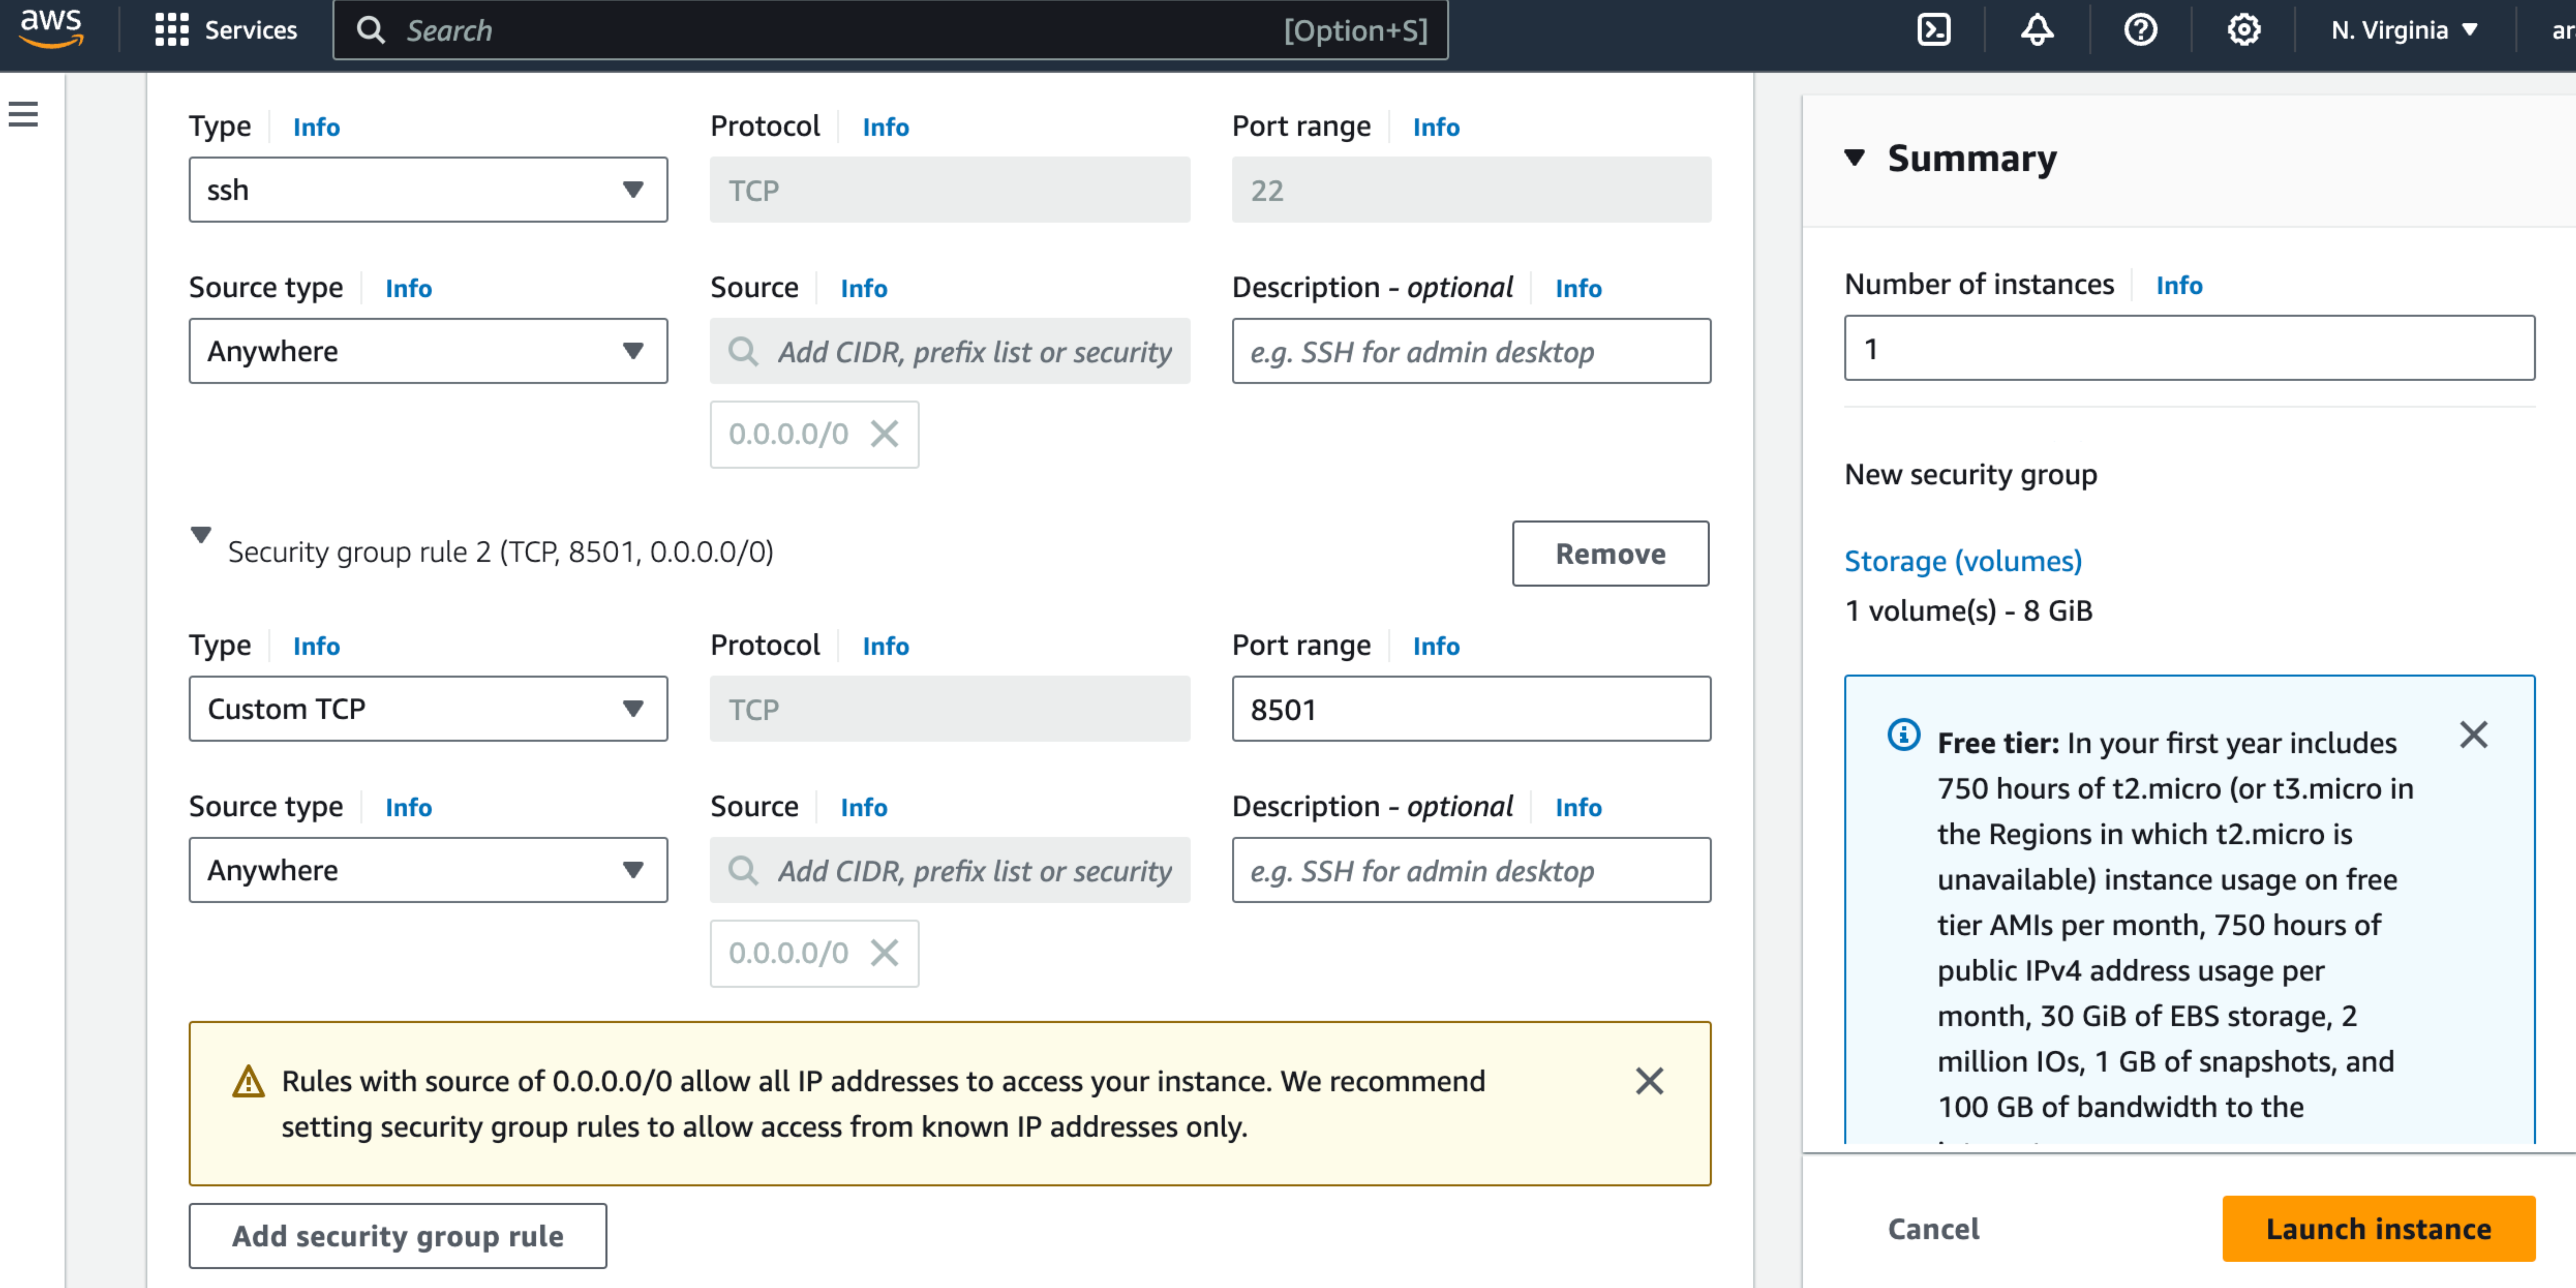 aws
Services
Search [Option+S]
N. Virginia
Type Info
Protocol Info
Port range Info
ssh
TCP
22
Source type Info
Source Info
Description - optional Info
Anywhere
Add CIDR, prefix list or security
e.g. SSH for admin desktop
0.0.0.0/0
Security group rule 2 (TCP, 8501, 0.0.0.0/0)
Remove
Type Info
Protocol Info
Port range Info
Custom TCP
TCP
8501
Source type Info
Source Info
Description - optional Info
Anywhere
Add CIDR, prefix list or security
e.g. SSH for admin desktop
0.0.0.0/0
Rules with source of 0.0.0.0/0 allow all IP addresses to access your instance. We recommend
setting security group rules to allow access from known IP addresses only.
Add security group rule
Summary
Number of instances Info
1
New security group
Storage (volumes)
1 volume(s) - 8 GiB
Free tier: In your first year includes
750 hours of t2.micro (or t3.micro in
the Regions in which t2.micro is
unavailable) instance usage on free
tier AMIs per month, 750 hours of
public IPv4 address usage per
month, 30 GiB of EBS storage, 2
million IOs, 1 GB of snapshots, and
100 GB of bandwidth to the
Cancel
Launch instance